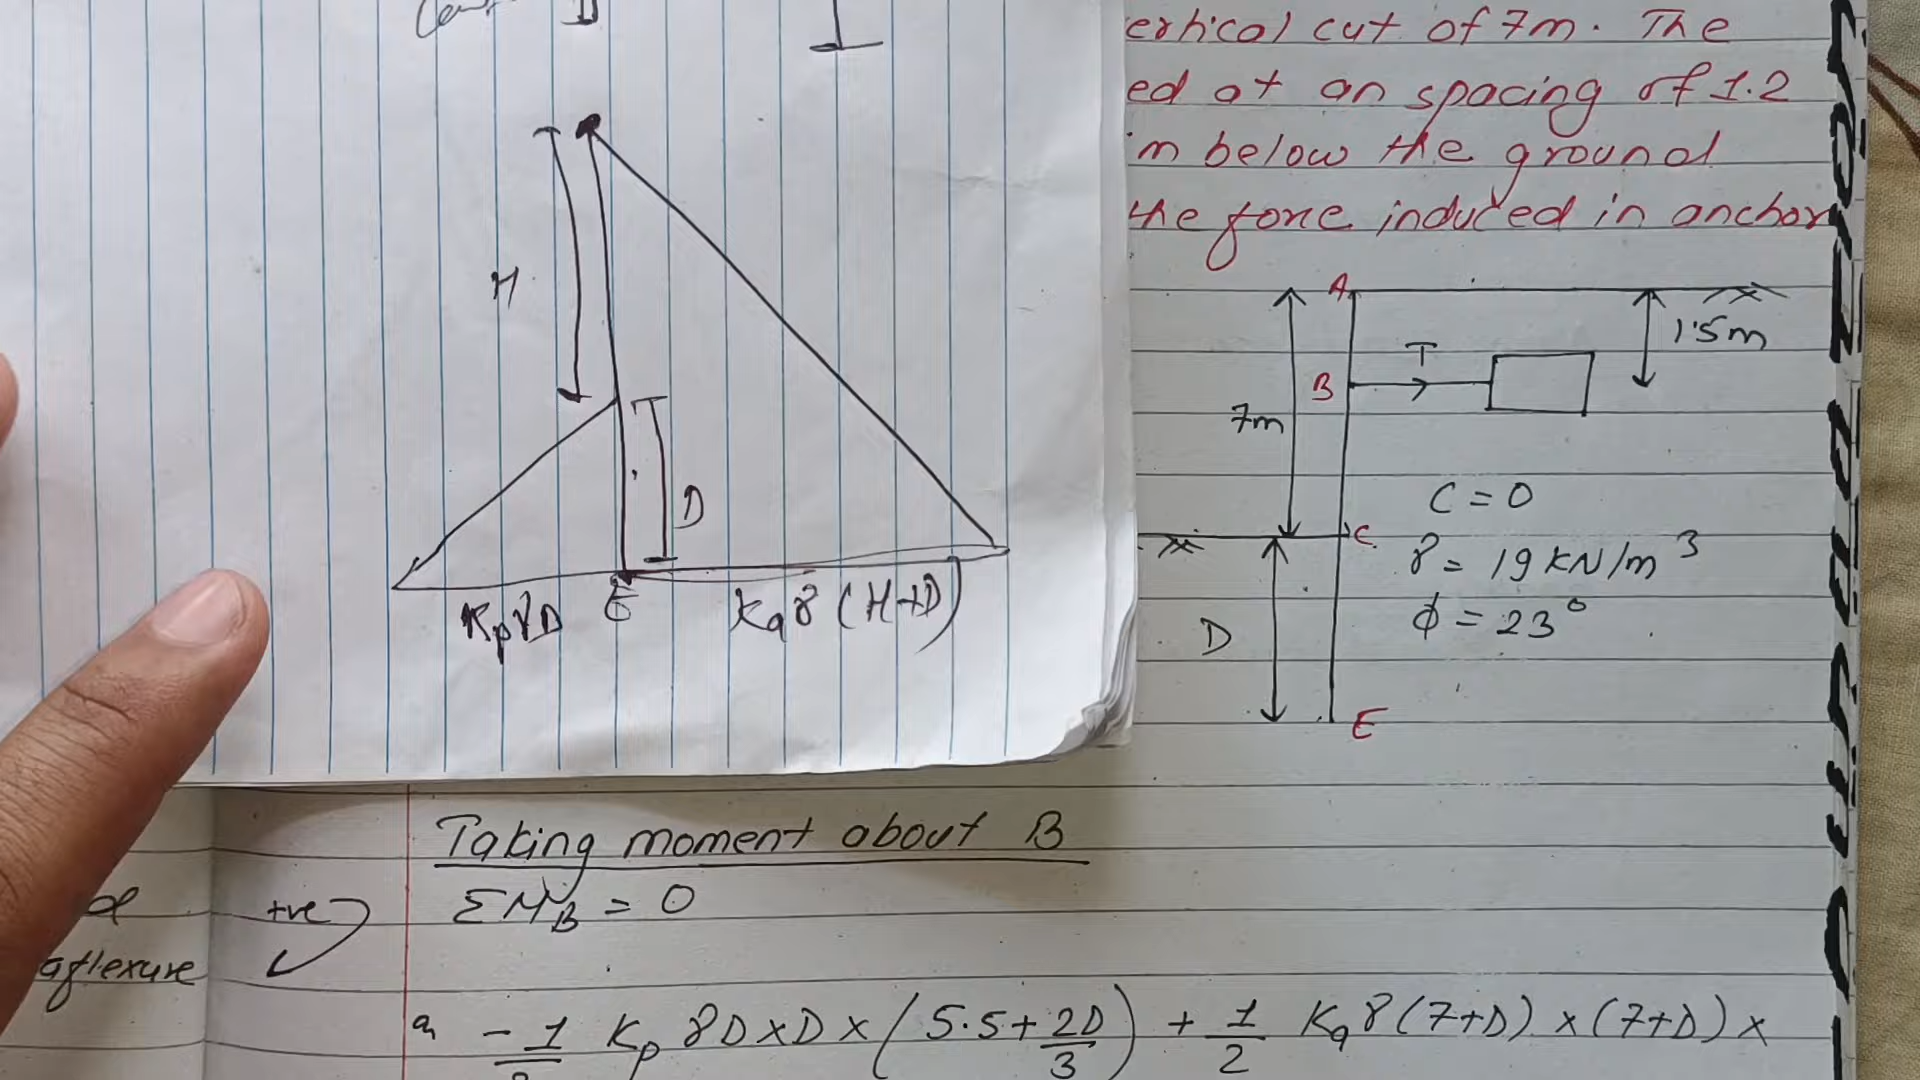 ertical cut of 7m. The
ed at an spacing of 1.2
m below the ground
the force induced in anchor
H
D
KpγD
E
Kaγ(H+D)
A
1.5m
T
B
7m
C = 0
C
γ = 19 KN/m³
φ = 23°
D
E
Taking moment about B
ΣMB = 0
+ve
aflexure
- 1/2 Kp γD×D×(5.5+2D/3) + 1/2 Kaγ(7+D)×(7+D)×